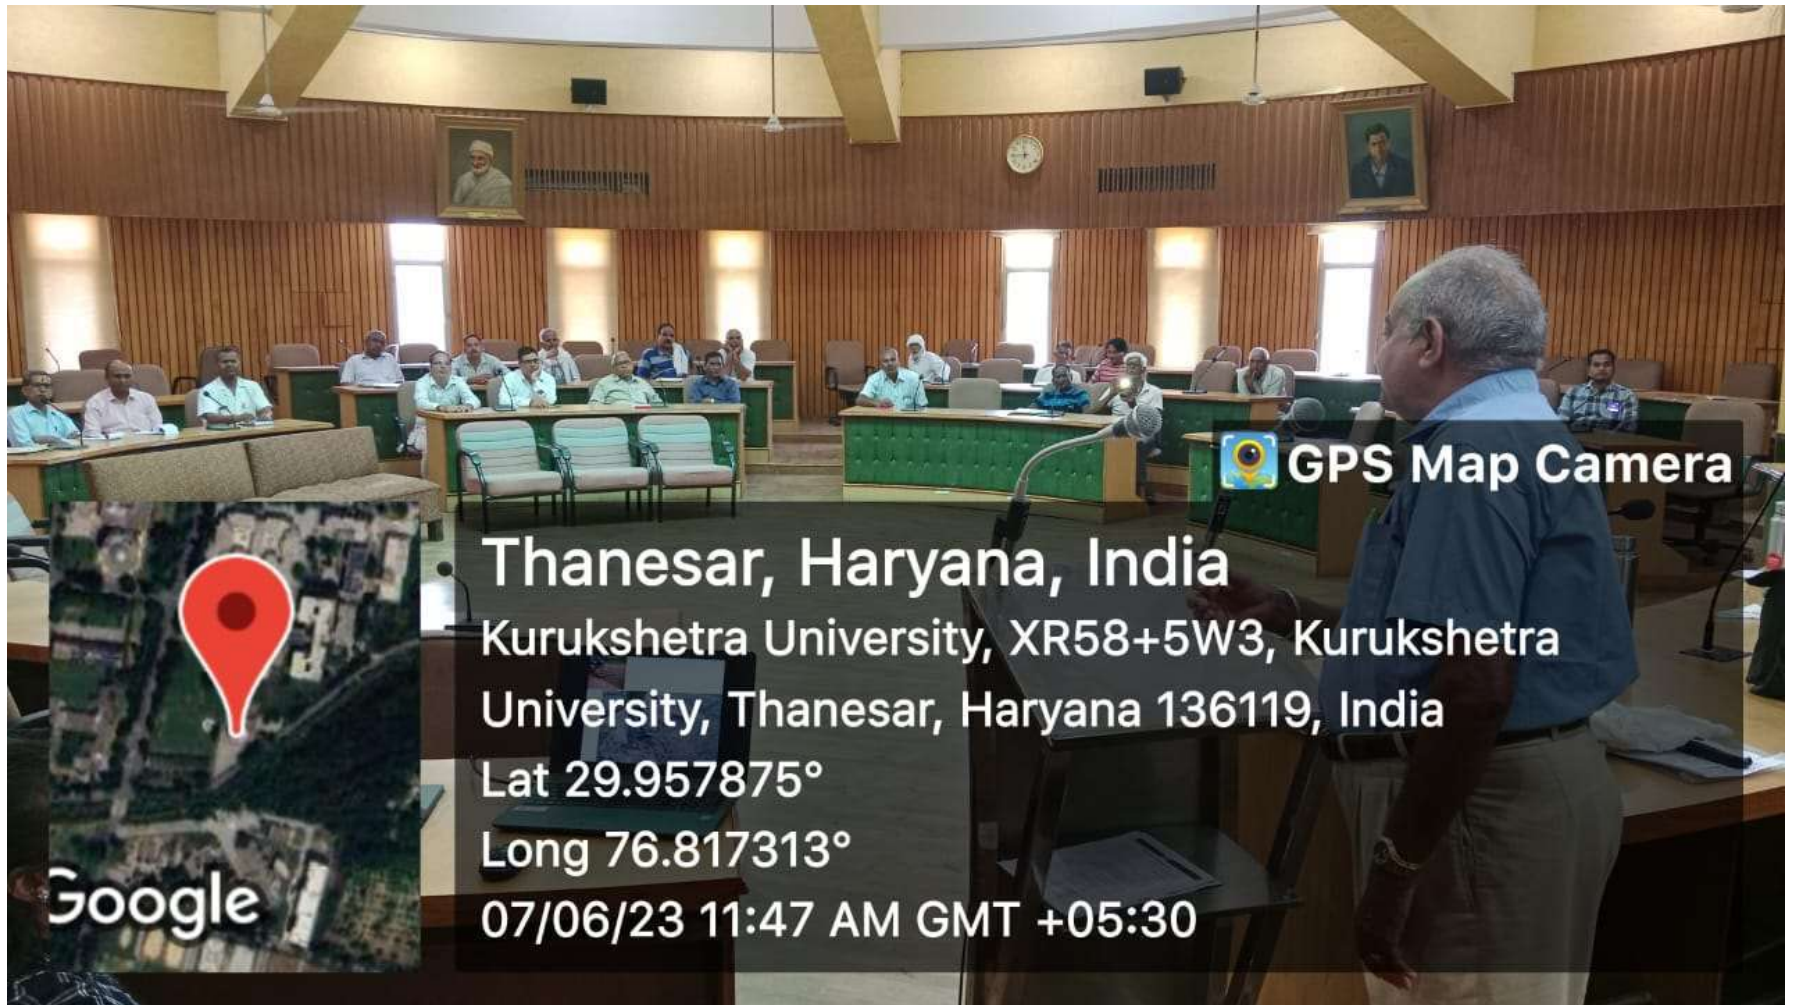 GPS Map Camera
Thanesar, Haryana, India
Kurukshetra University, XR58+5W3, Kurukshetra
University, Thanesar, Haryana 136119, India
Lat 29.957875°
Long 76.817313°
07/06/23 11:47 AM GMT +05:30
Google